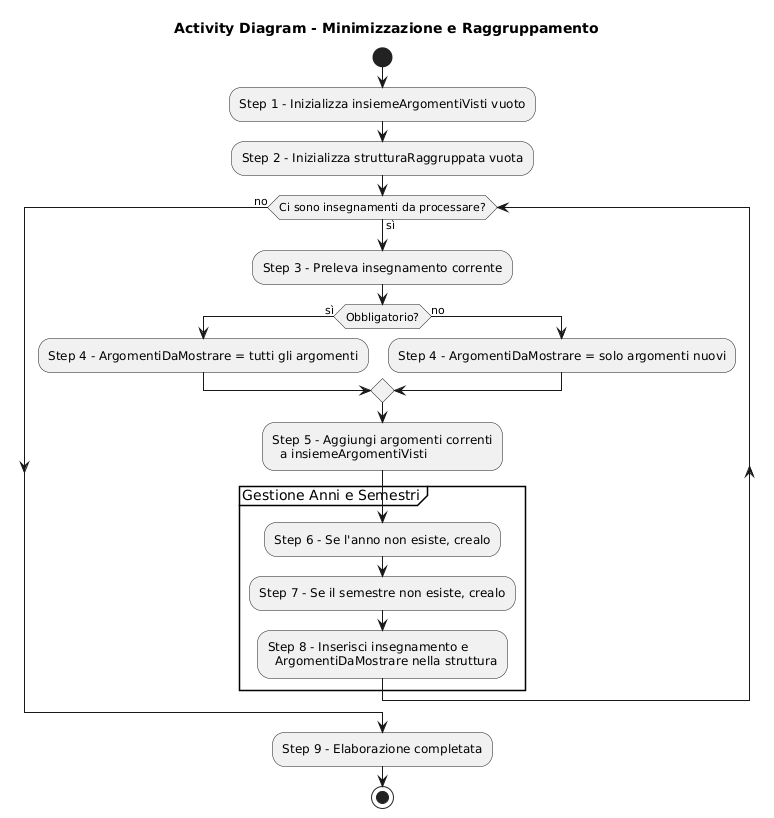 Activity Diagram - Minimizzazione e Raggruppamento
Step 1 - Inizializza insiemeArgomentiVisti vuoto
Step 2 - Inizializza strutturaRaggruppata vuota
no
Ci sono insegnamenti da processare?
sì
Step 3 - Preleva insegnamento corrente
sì
Obbligatorio?
no
Step 4 - ArgomentiDaMostrare = tutti gli argomenti
Step 4 - ArgomentiDaMostrare = solo argomenti nuovi
Step 5 - Aggiungi argomenti correnti
a insiemeArgomentiVisti
Gestione Anni e Semestri
Step 6 - Se l'anno non esiste, crealo
Step 7 - Se il semestre non esiste, crealo
Step 8 - Inserisci insegnamento e
ArgomentiDaMostrare nella struttura
Step 9 - Elaborazione completata